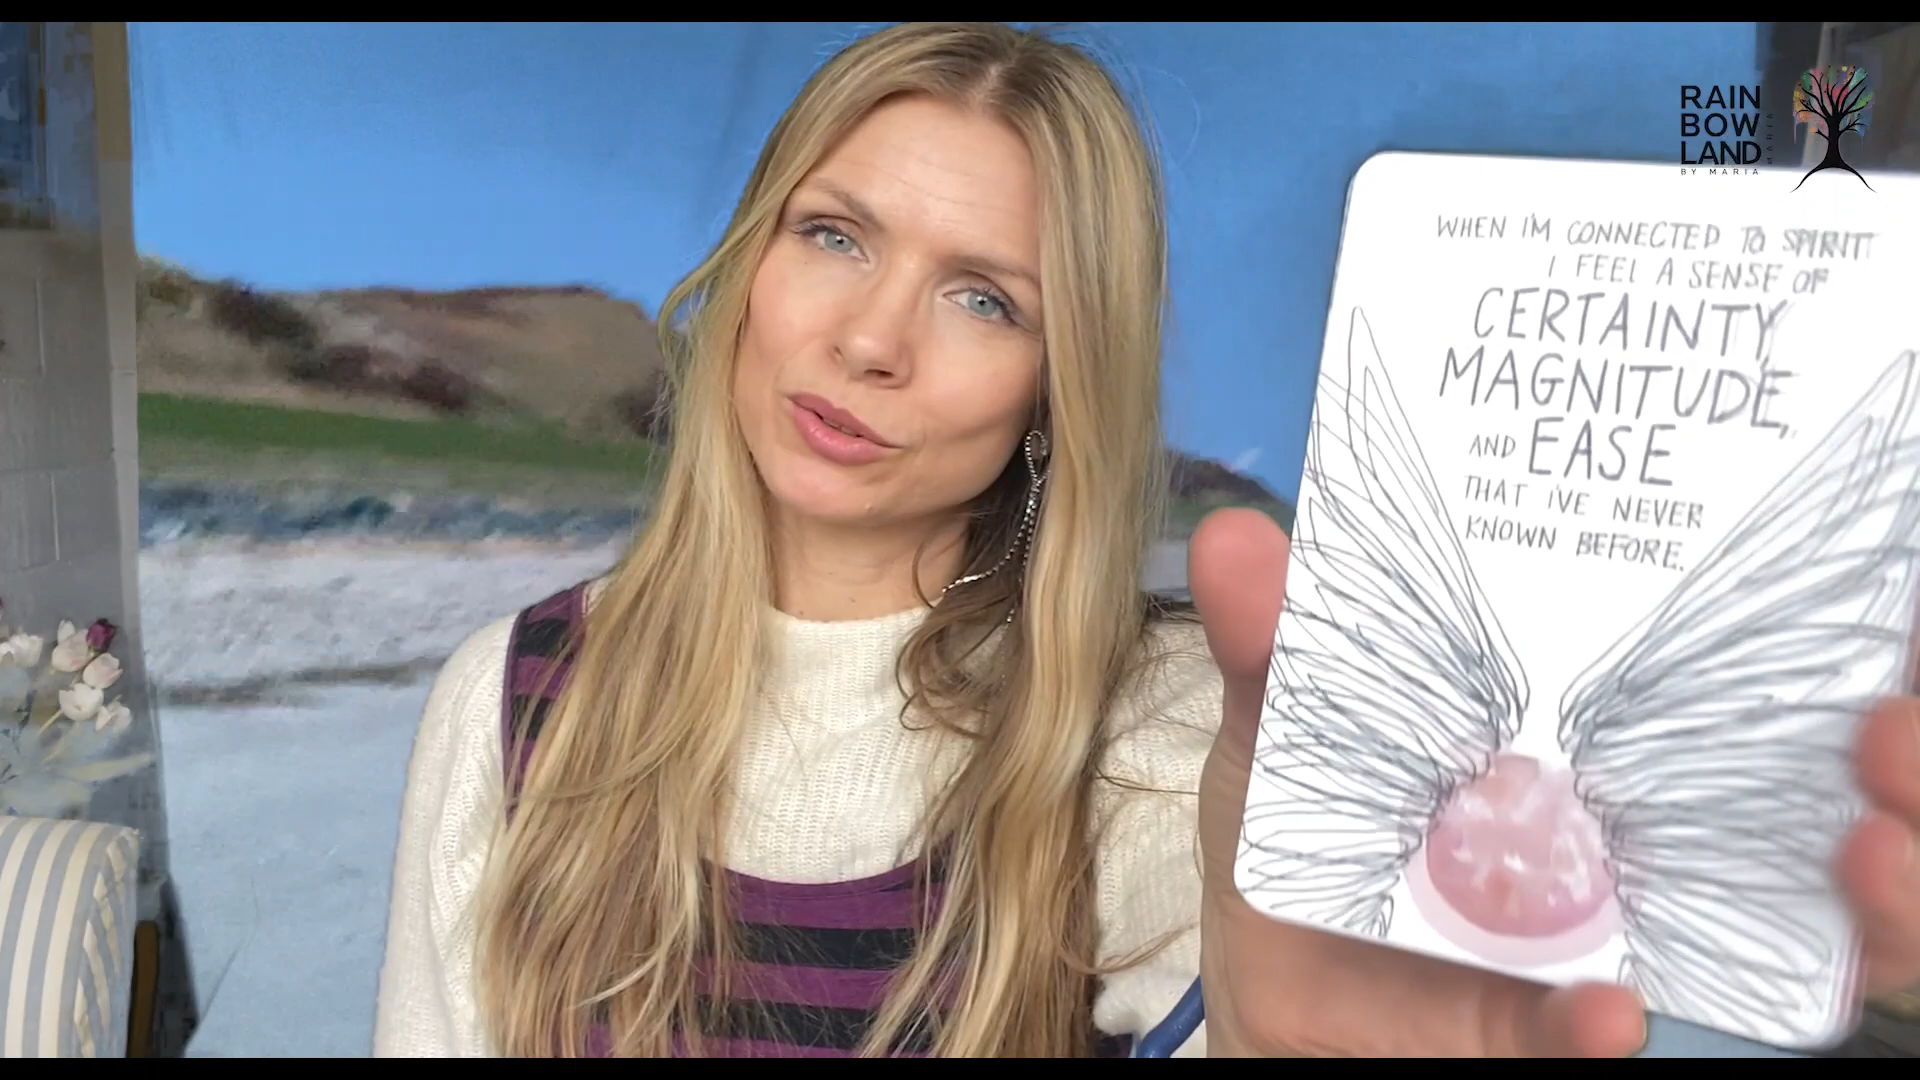 RAIN
BOW
LAND
BY MARIA
MARIA
WHEN I'M CONNECTED TO SPIRIT
I FEEL A SENSE OF
CERTAINTY,
MAGNITUDE,
AND EASE
THAT I'VE NEVER
KNOWN BEFORE.